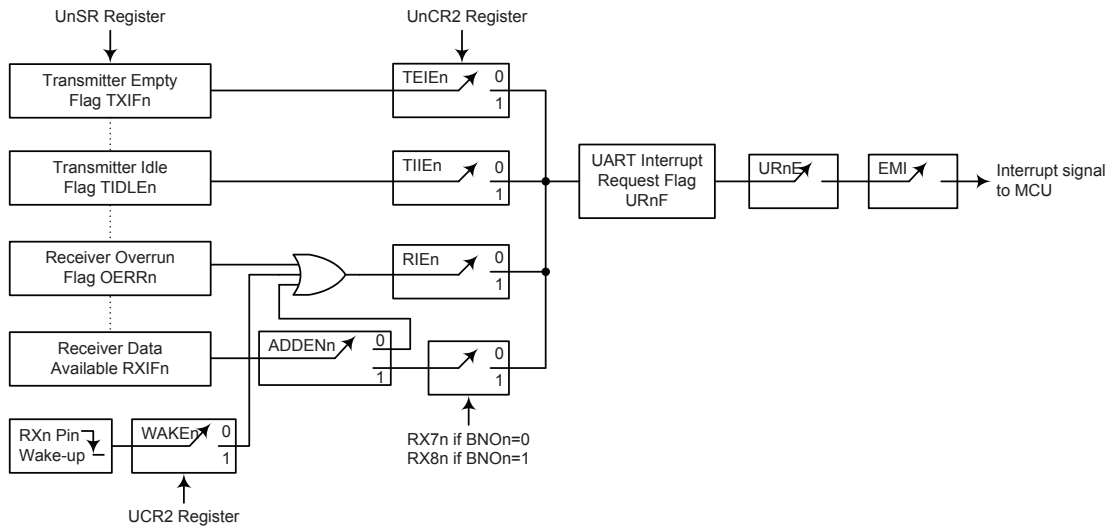 UnSR Register
UnCR2 Register
Transmitter Empty
Flag TXIFn
TEIEn
0
1
Transmitter Idle
Flag TIDLEn
TIIEn
0
1
UART Interrupt
Request Flag
URnF
URnE
EMI
Interrupt signal
to MCU
Receiver Overrun
Flag OERRn
RIEn
0
1
Receiver Data
Available RXIFn
ADDENn
0
1
0
1
RXn Pin
Wake-up
WAKEn
0
1
RX7n if BNOn=0
RX8n if BNOn=1
UCR2 Register